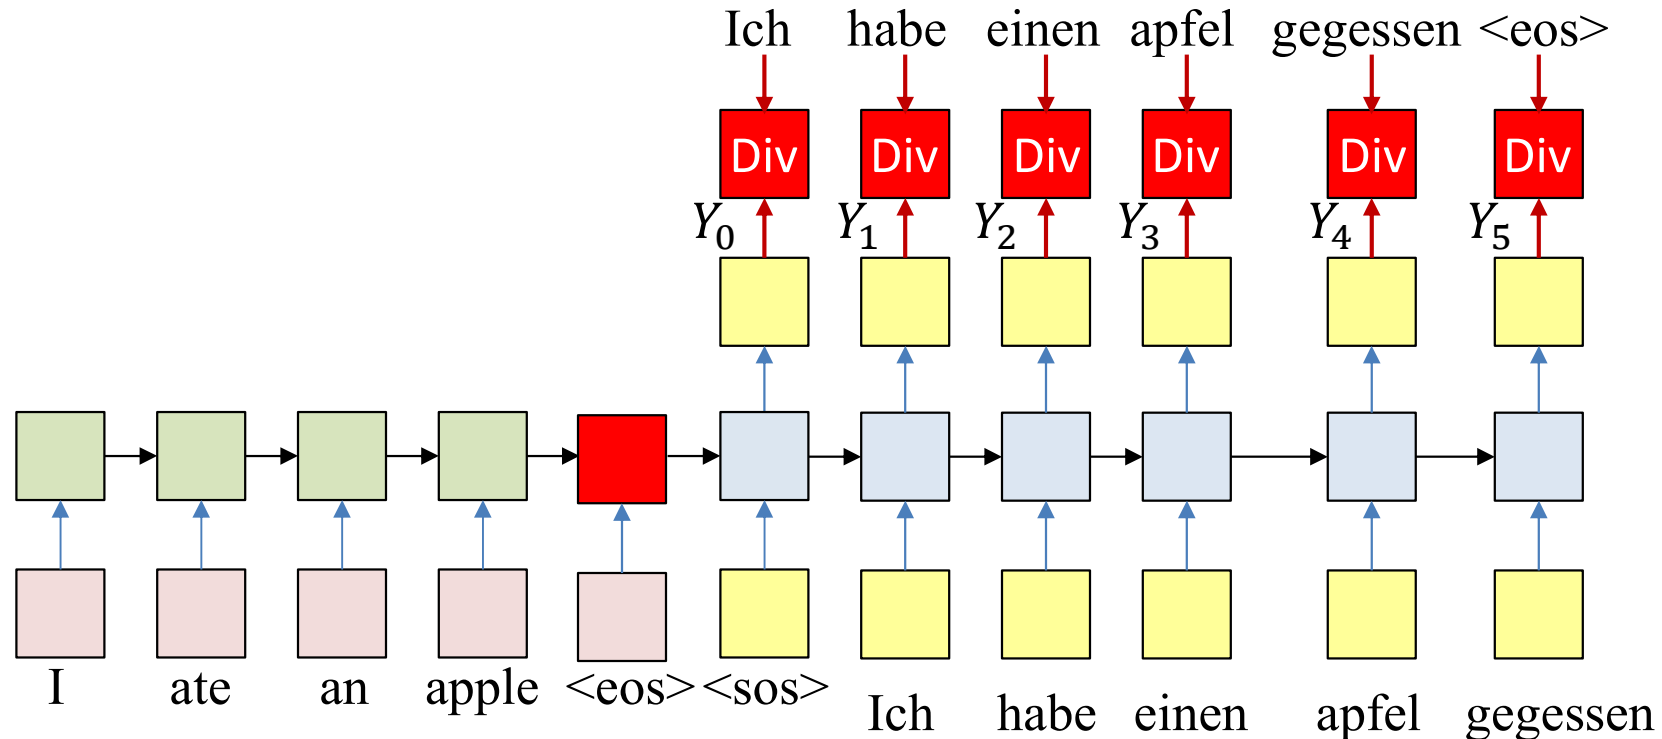 Ich habe einen apfel gegessen <eos>
Div Div Div Div Div Div
Y0 Y1 Y2 Y3 Y4 Y5
I ate an apple <eos> <sos>
Ich habe einen apfel gegessen